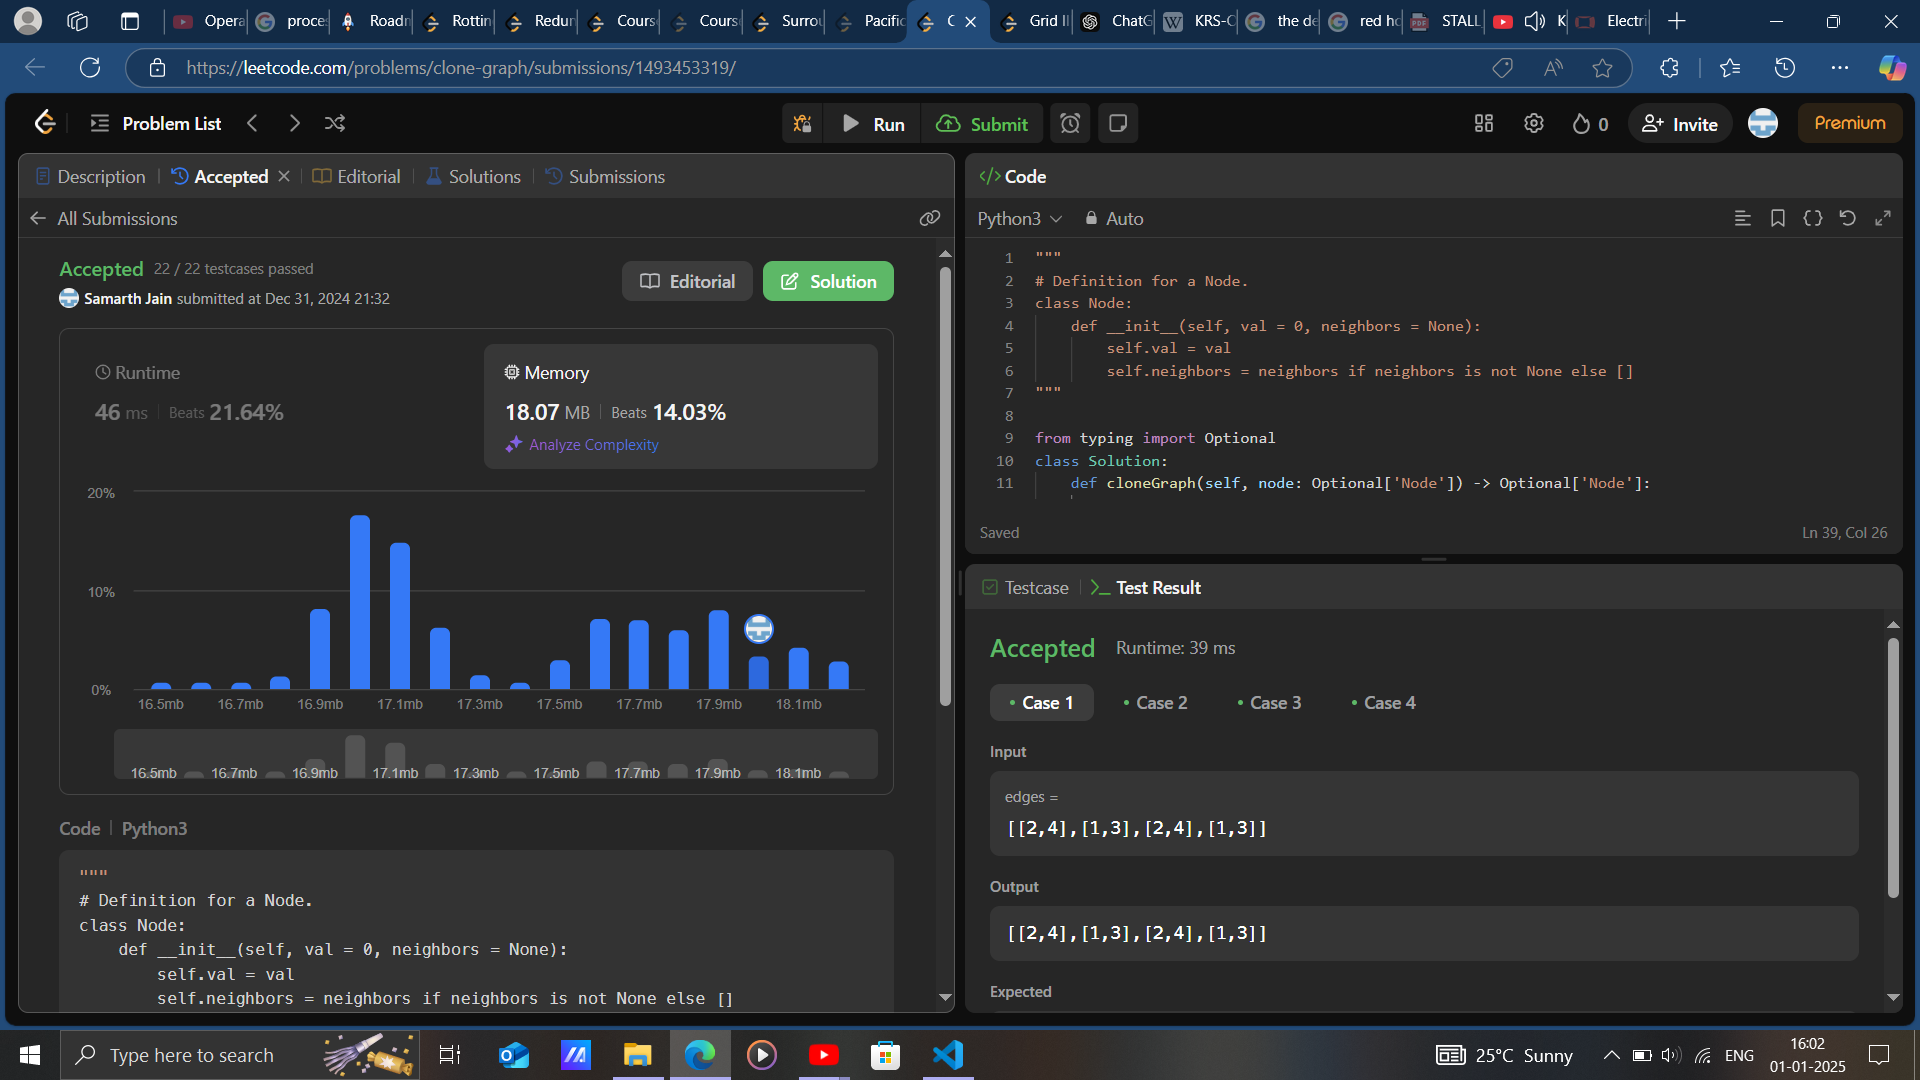 Opera
proces
Roadm
Rottin
Redun
Course
Course
Surrou
Pacific
C
Grid Il
ChatG
KRS-O
the de
red ho
STALL
K
Electri
https://leetcode.com/problems/clone-graph/submissions/1493453319/
Problem List
Run
Submit
0
Invite
Premium
Description
Accepted
Editorial
Solutions
Submissions
All Submissions
Accepted 22 / 22 testcases passed
Samarth Jain submitted at Dec 31, 2024 21:32
Editorial
Solution
Runtime
46 ms Beats 21.64%
Memory
18.07 MB Beats 14.03%
Analyze Complexity
20%
10%
0%
16.5mb 16.7mb 16.9mb 17.1mb 17.3mb 17.5mb 17.7mb 17.9mb 18.1mb
16.5mb 16.7mb 16.9mb 17.1mb 17.3mb 17.5mb 17.7mb 17.9mb 18.1mb
Code Python3
"""
# Definition for a Node.
class Node:
    def __init__(self, val = 0, neighbors = None):
        self.val = val
        self.neighbors = neighbors if neighbors is not None else []
</> Code
Python3 Auto
1 """
2 # Definition for a Node.
3 class Node:
4     def __init__(self, val = 0, neighbors = None):
5         self.val = val
6         self.neighbors = neighbors if neighbors is not None else []
7 """
8
9 from typing import Optional
10 class Solution:
11     def cloneGraph(self, node: Optional['Node']) -> Optional['Node']:
Saved
Ln 39, Col 26
Testcase
Test Result
Accepted Runtime: 39 ms
Case 1
Case 2
Case 3
Case 4
Input
edges =
[[2,4],[1,3],[2,4],[1,3]]
Output
[[2,4],[1,3],[2,4],[1,3]]
Expected
Type here to search
25°C Sunny
ENG
16:02
01-01-2025